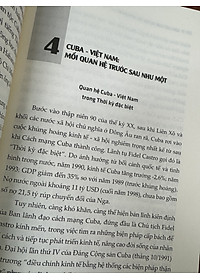 4
CUBA - VIỆT NAM:
MỐI QUAN HỆ TRƯỚC SAU NHƯ MỘT
Quan hệ Cuba - Việt Nam
trong Thời kỳ đặc biệt
Bước vào thập niên 90 của thế kỷ XX, sau khi Liên Xô và
khối các nước xã hội chủ nghĩa ở Đông Âu tan rã, Cuba rơi vào
cuộc khủng hoảng kinh tế - xã hội nghiêm trọng nhất kể từ sau
khi Cách mạng Cuba thành công. Lãnh tụ Fidel Castro gọi đó là
"Thời kỳ đặc biệt". Do ảnh hưởng từ bối cảnh quốc tế và tình
hình trong nước, năm 1990, kinh tế Cuba tăng trưởng -2,6%, năm
1993; GDP giảm đến 35% so với năm 1989 (trước khủng hoảng).
Nợ nước ngoài khoảng 11 tỷ USD (cuối năm 1998), chưa bao gồm
số nợ Liên Xô và Nga.
Tuy nhiên, càng khó khăn, càng thể hiện bản lĩnh kiên định
của Ban lãnh đạo cách mạng Cuba, đứng đầu là Chủ tịch Fidel
Castro kính mến, trong việc tìm ra những biện pháp cấp bách để
cải cách và tiếp tục phát triển kinh tế, nâng cao đời sống của nhân
dân. Đại hội lần thứ IV của Đảng Cộng sản Cuba (tháng 10/1991)
chủ trương "điều chỉnh kinh tế bằng hệ thống các biện pháp thận